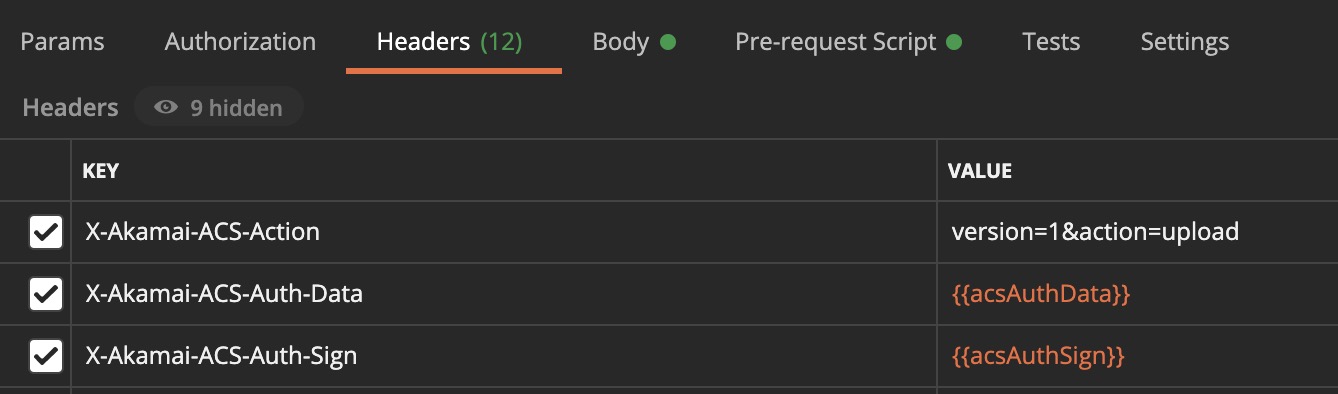 Params Authorization Headers (12) Body Pre-request Script Tests Settings
Headers 9 hidden
KEY VALUE
X-Akamai-ACS-Action version=1&action=upload
X-Akamai-ACS-Auth-Data {{acsAuthData}}
X-Akamai-ACS-Auth-Sign {{acsAuthSign}}